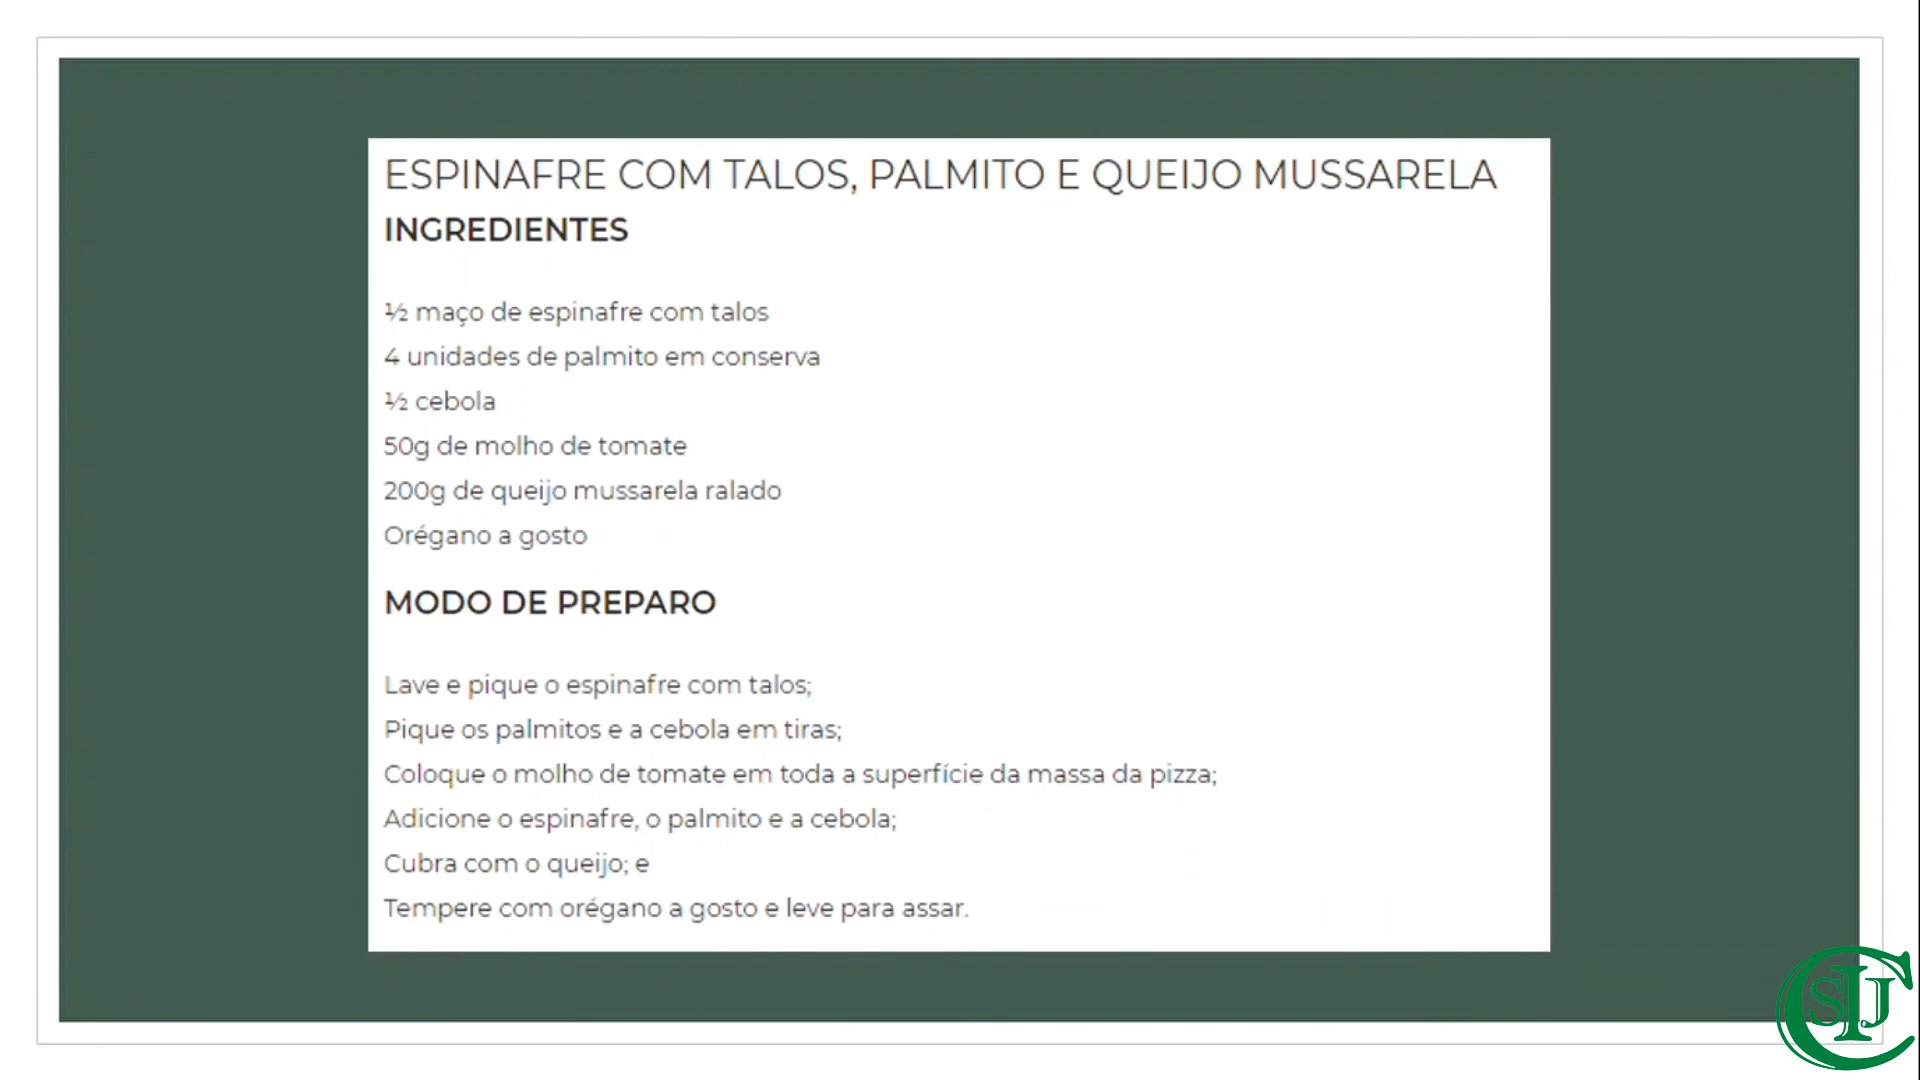 ESPINAFRE COM TALOS, PALMITO E QUEIJO MUSSARELA
INGREDIENTES
½ maço de espinafre com talos
4 unidades de palmito em conserva
½ cebola
50g de molho de tomate
200g de queijo mussarela ralado
Orégano a gosto
MODO DE PREPARO
Lave e pique o espinafre com talos;
Pique os palmitos e a cebola em tiras;
Coloque o molho de tomate em toda a superfície da massa da pizza;
Adicione o espinafre, o palmito e a cebola;
Cubra com o queijo; e
Tempere com orégano a gosto e leve para assar.
CSIJ